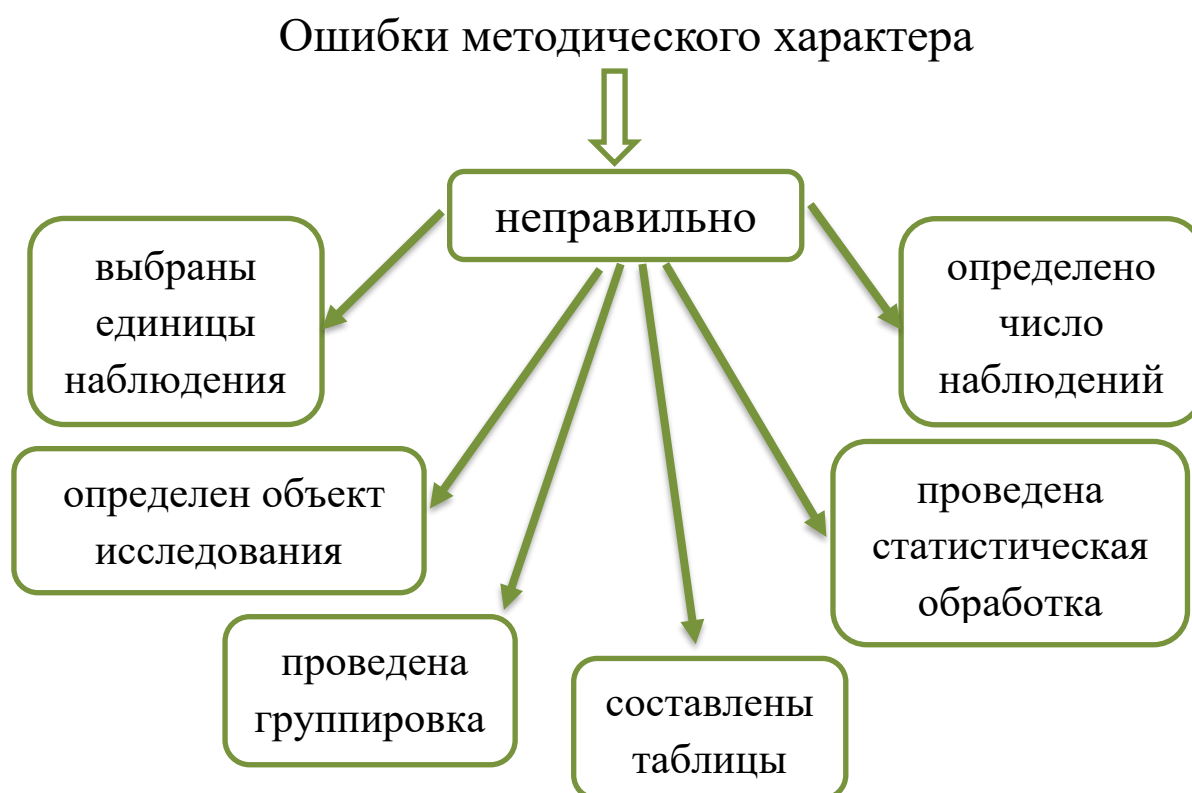 Ошибки методического характера
неправильно
выбраны
единицы
наблюдения
определено
число
наблюдений
определен объект
исследования
проведена
статистическая
обработка
проведена
группировка
составлены
таблицы